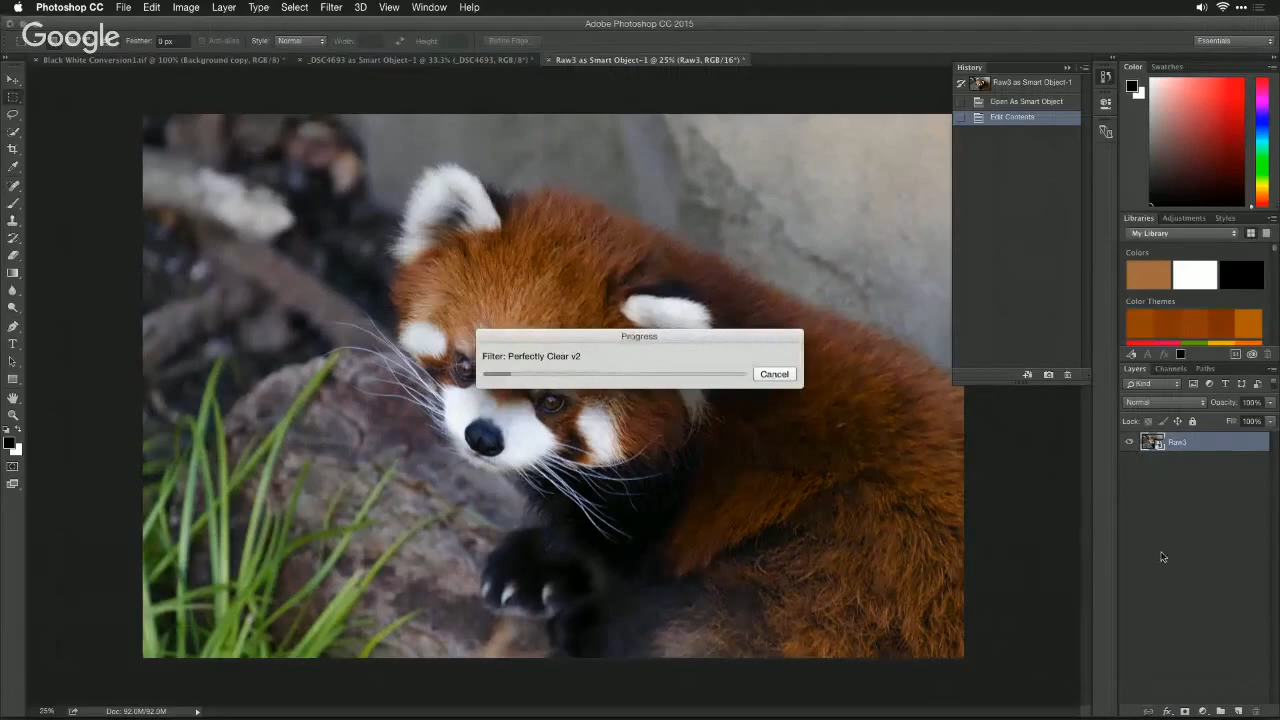 Photoshop CC File Edit Image Layer Type Select Filter 3D View Window Help
Adobe Photoshop CC 2015
Google
Feather: 0 px Anti-alias Style: Normal Width: Height: Refine Edge... Essentials
× Black White Conversion1.tif @ 100% (Background copy, RGB/8) * × _DSC4693 as Smart Object-1 @ 33.3% (_DSC4693, RGB/8*) * × Raw3 as Smart Object-1 @ 25% (Raw3, RGB/16*) *
History
Raw3 as Smart Object-1
Open As Smart Object
Edit Contents
Color Swatches
Libraries Adjustments Styles
My Library
Colors
Color Themes
Progress
Filter: Perfectly Clear v2
Cancel
Layers Channels Paths
Kind
Normal Opacity: 100%
Lock: Fill: 100%
Raw3
25% Doc: 92.0M/92.9M